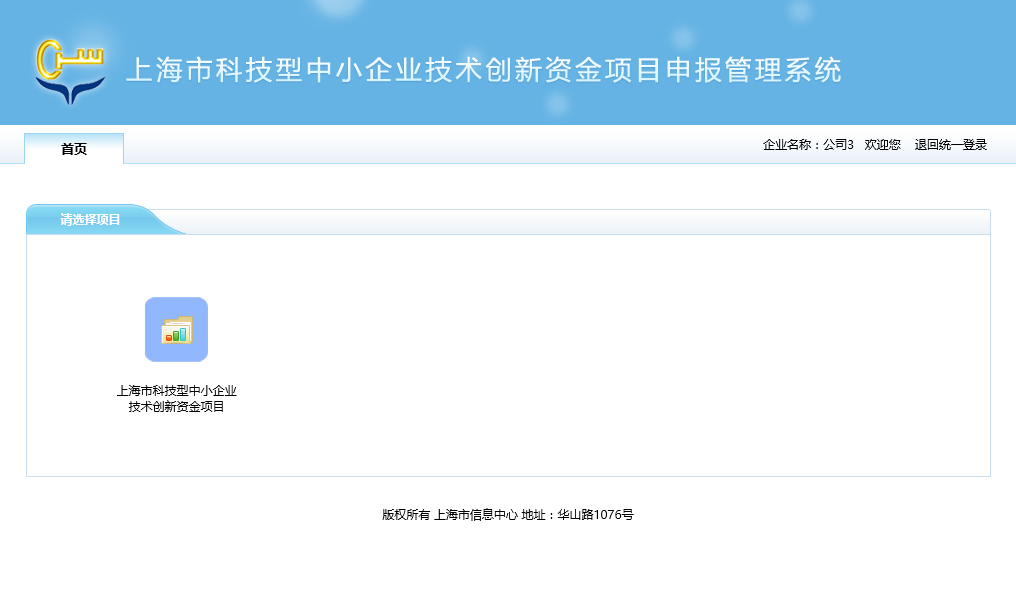 上海市科技型中小企业技术创新资金项目申报管理系统
首页
企业名称：公司3 欢迎您 退回统一登录
请选择项目
上海市科技型中小企业
技术创新资金项目
版权所有 上海市信息中心 地址：华山路1076号